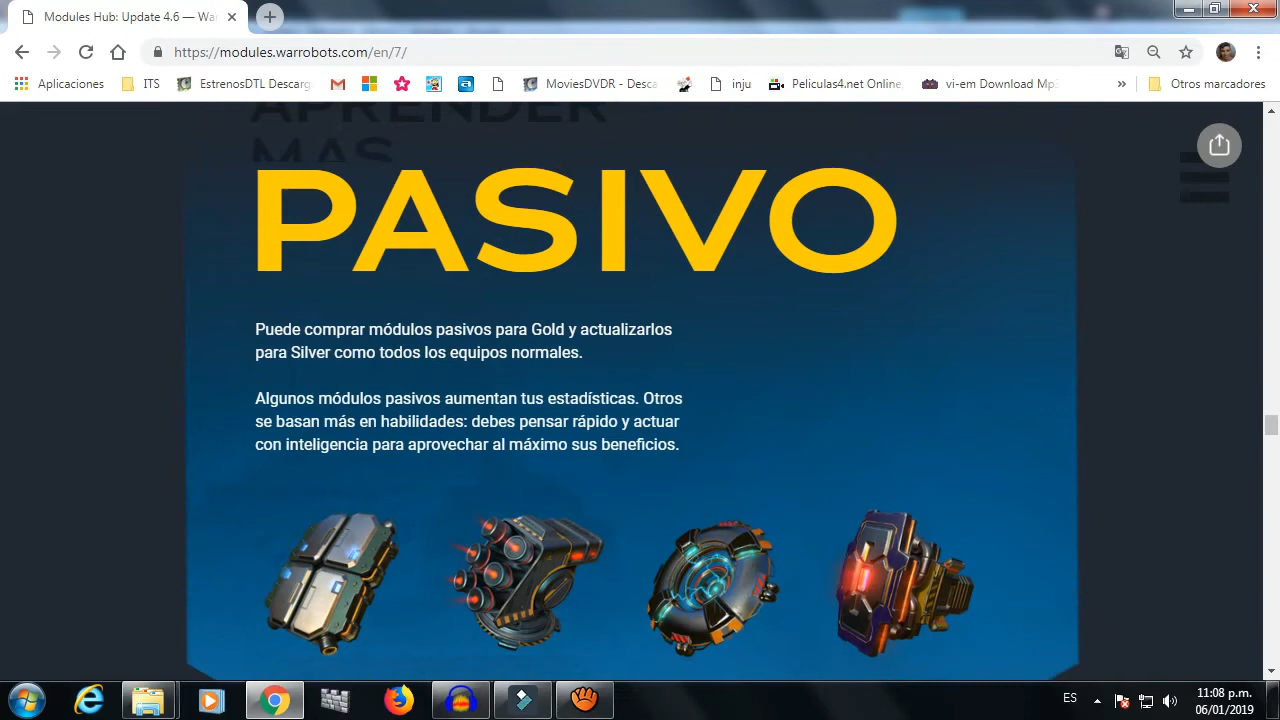 Modules Hub: Update 4.6 — War
https://modules.warrobots.com/en/7/
Aplicaciones
ITS
EstrenosDTL Descarg
MoviesDVDR - Desca
inju
Peliculas4.net Online,
vi-em Download Mp3
»
Otros marcadores
APRENDER
MAS
PASIVO
Puede comprar módulos pasivos para Gold y actualizarlos
para Silver como todos los equipos normales.
Algunos módulos pasivos aumentan tus estadísticas. Otros
se basan más en habilidades: debes pensar rápido y actuar
con inteligencia para aprovechar al máximo sus beneficios.
ES
11:08 p.m.
06/01/2019